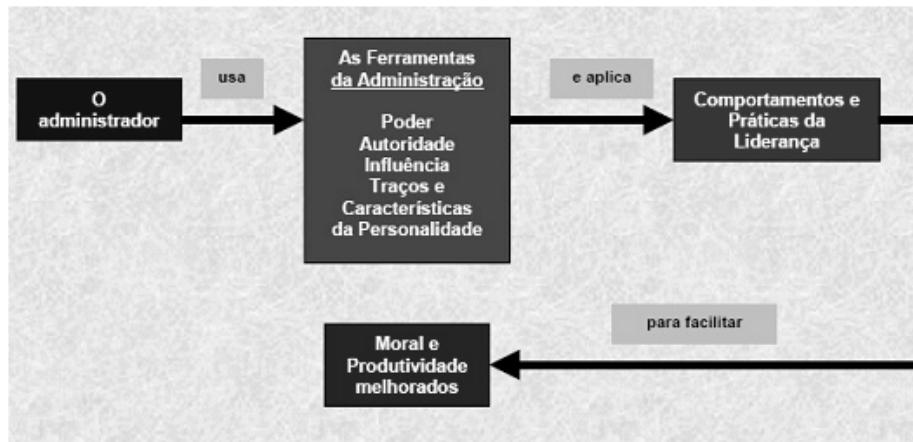 O
administrador
usa
As Ferramentas
da Administração
Poder
Autoridade
Influência
Traços e
Características
da Personalidade
e aplica
Comportamentos e
Práticas da
Liderança
para facilitar
Moral e
Produtividade
melhorados